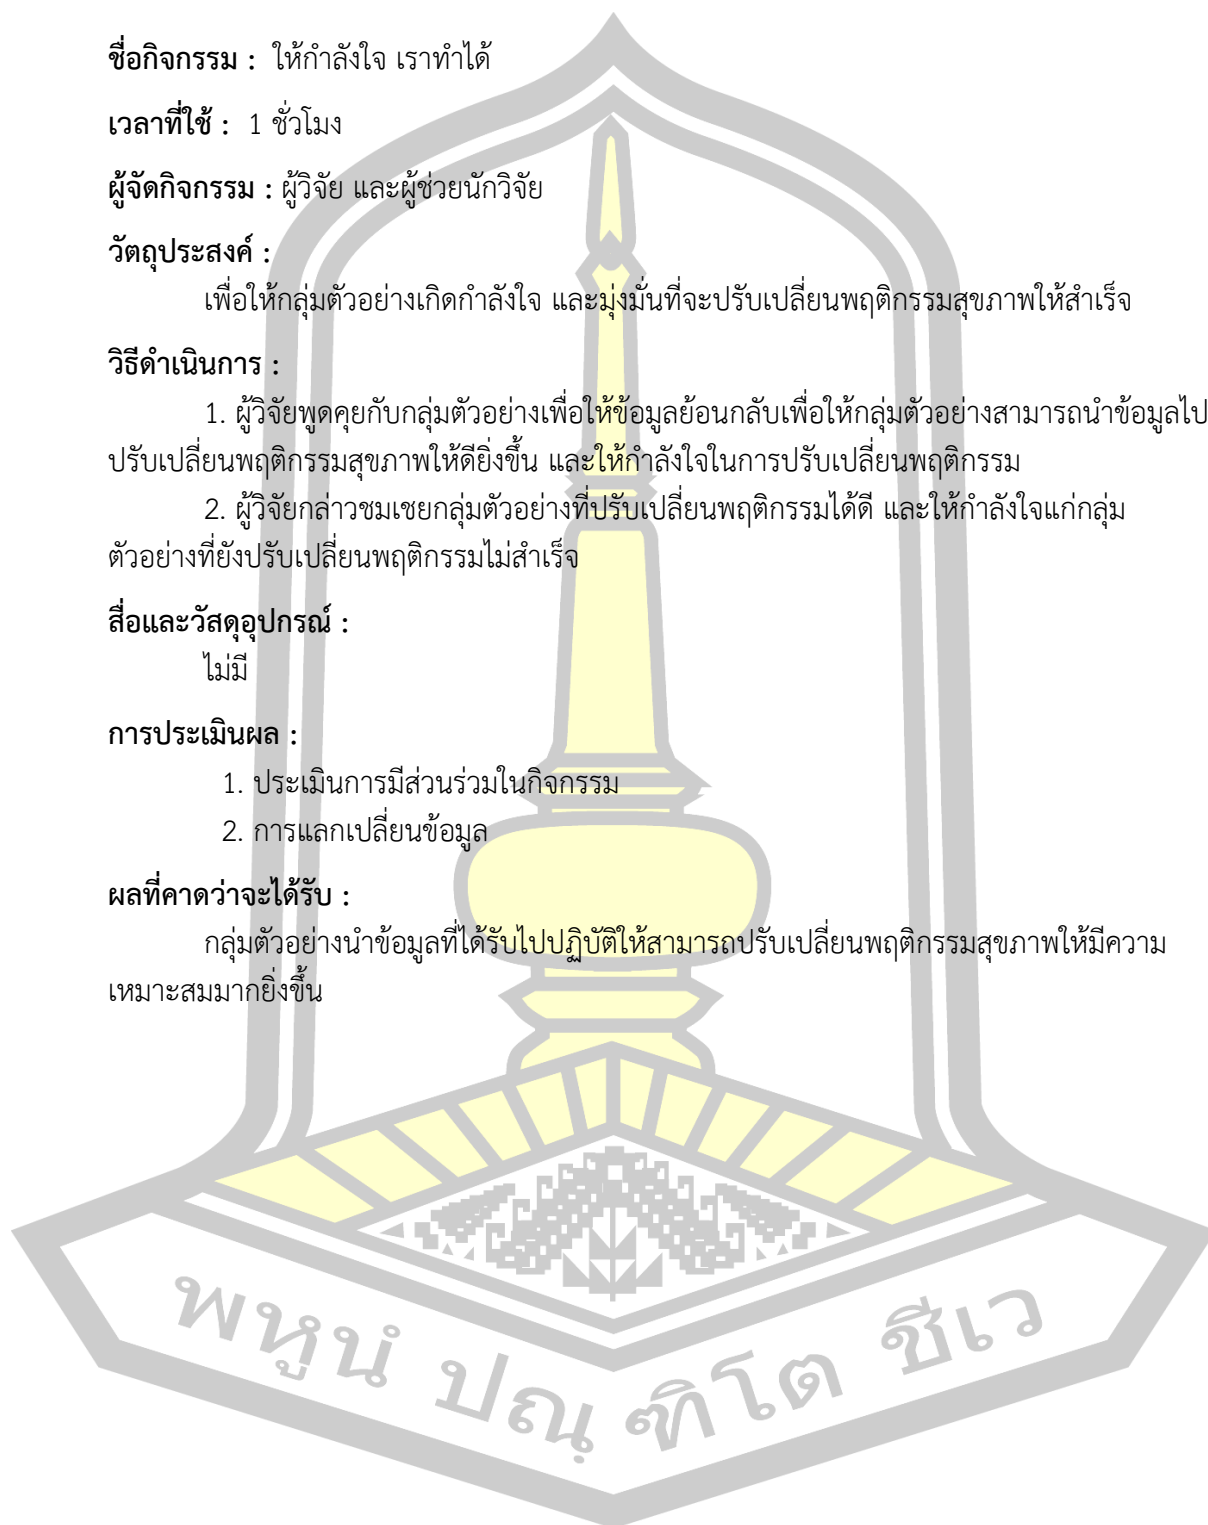 ชื่อกิจกรรม : ให้กำลังใจ เราทำได้
เวลาที่ใช้ : 1 ชั่วโมง
ผู้จัดกิจกรรม : ผู้วิจัย และผู้ช่วยนักวิจัย
วัตถุประสงค์ :
เพื่อให้กลุ่มตัวอย่างเกิดกำลังใจ และมุ่งมั่นที่จะปรับเปลี่ยนพฤติกรรมสุขภาพให้สำเร็จ
วิธีดำเนินการ :
1. ผู้วิจัยพูดคุยกับกลุ่มตัวอย่างเพื่อให้ข้อมูลย้อนกลับเพื่อให้กลุ่มตัวอย่างสามารถนำข้อมูลไป
ปรับเปลี่ยนพฤติกรรมสุขภาพให้ดียิ่งขึ้น และให้กำลังใจในการปรับเปลี่ยนพฤติกรรม
2. ผู้วิจัยกล่าวชมเชยกลุ่มตัวอย่างที่ปรับเปลี่ยนพฤติกรรมได้ดี และให้กำลังใจแก่กลุ่ม
ตัวอย่างที่ยังปรับเปลี่ยนพฤติกรรมไม่สำเร็จ
สื่อและวัสดุอุปกรณ์ :
ไม่มี
การประเมินผล :
1. ประเมินการมีส่วนร่วมในกิจกรรม
2. การแลกเปลี่ยนข้อมูล
ผลที่คาดว่าจะได้รับ :
กลุ่มตัวอย่างนำข้อมูลที่ได้รับไปปฏิบัติให้สามารถปรับเปลี่ยนพฤติกรรมสุขภาพให้มีความ
เหมาะสมมากยิ่งขึ้น
พหูนํ ปณฺ ฑิโต ชีเว